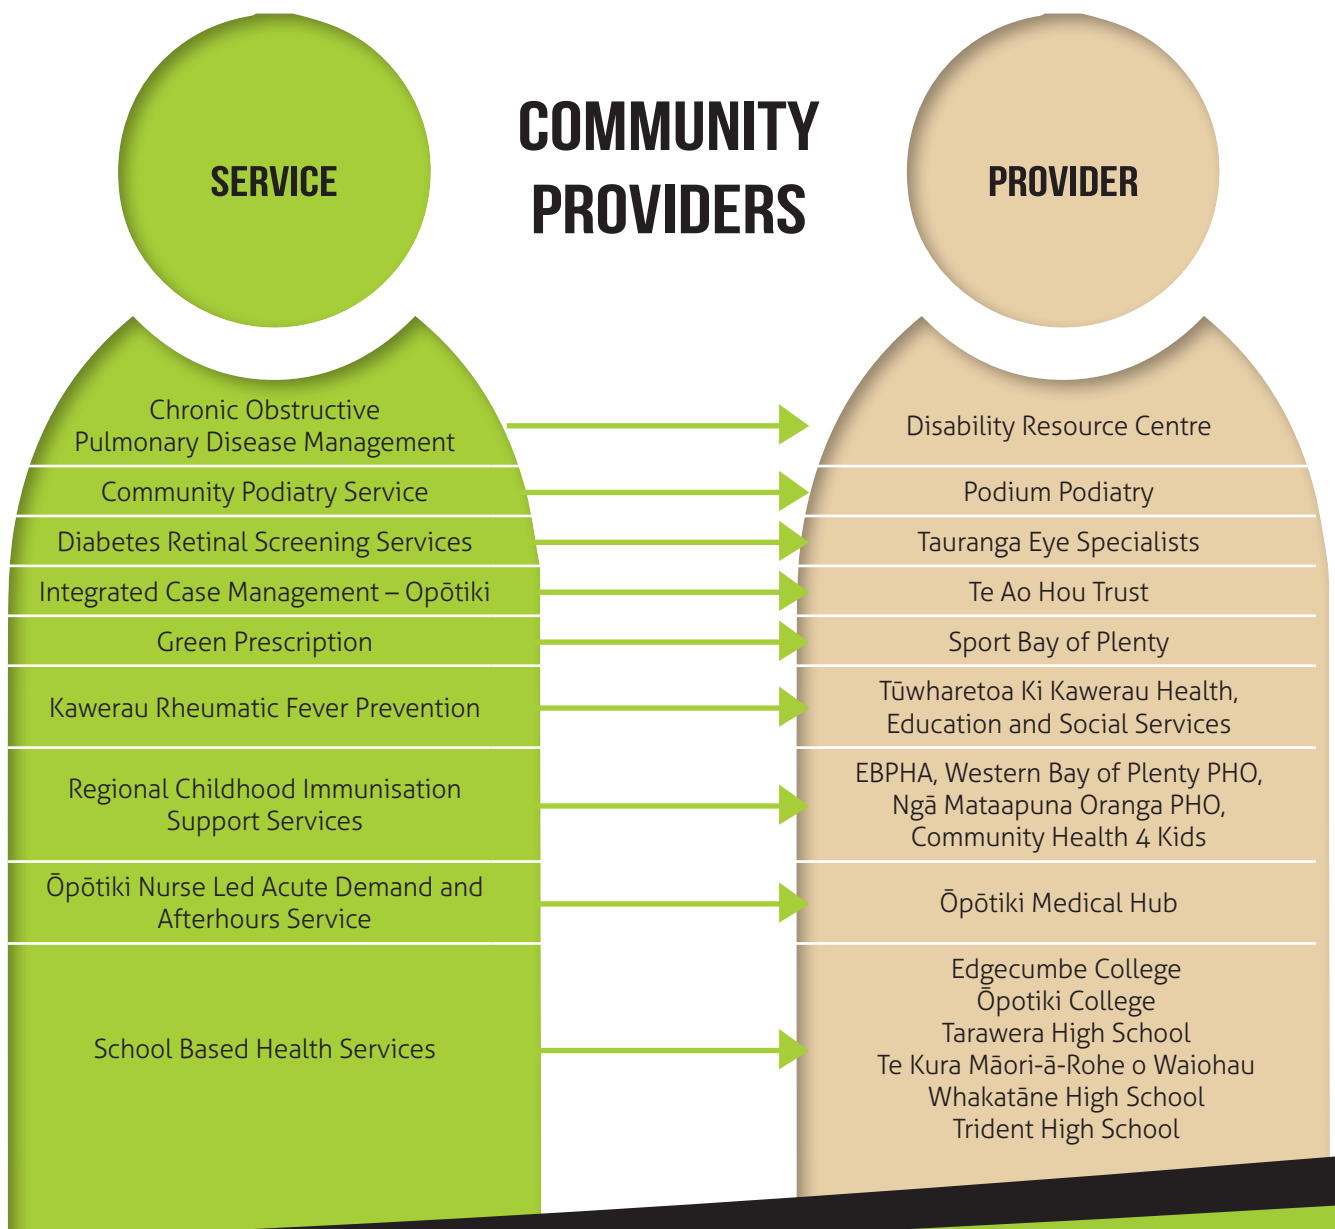 COMMUNITY
PROVIDERS
SERVICE
PROVIDER
Chronic Obstructive
Pulmonary Disease Management
Disability Resource Centre
Community Podiatry Service
Podium Podiatry
Diabetes Retinal Screening Services
Tauranga Eye Specialists
Integrated Case Management – Opōtiki
Te Ao Hou Trust
Green Prescription
Sport Bay of Plenty
Kawerau Rheumatic Fever Prevention
Tūwharetoa Ki Kawerau Health,
Education and Social Services
Regional Childhood Immunisation
Support Services
EBPHA, Western Bay of Plenty PHO,
Ngā Mataapuna Oranga PHO,
Community Health 4 Kids
Ōpōtiki Nurse Led Acute Demand and
Afterhours Service
Ōpōtiki Medical Hub
School Based Health Services
Edgecumbe College
Ōpotiki College
Tarawera High School
Te Kura Māori-ā-Rohe o Waiohau
Whakatāne High School
Trident High School